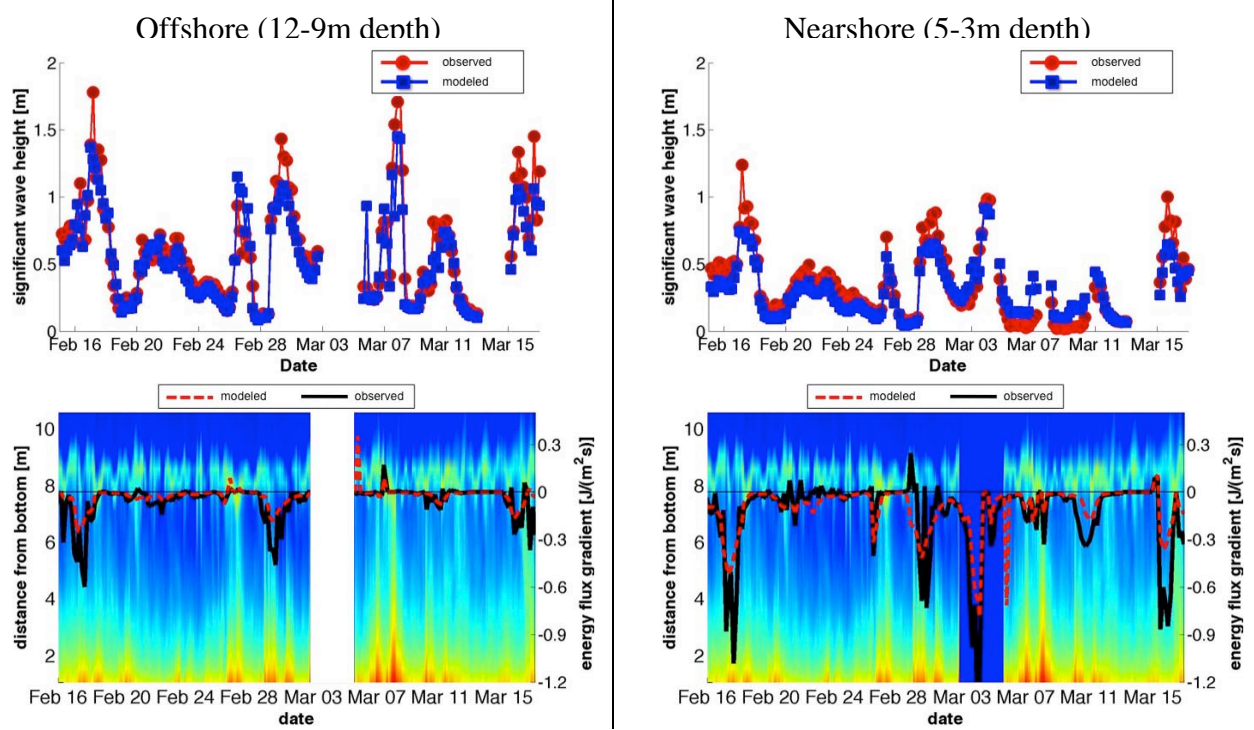 Offshore (12-9m depth)
2
1.5
1
0.5
0
significant wave height [m]
observed
modeled
Feb 16 Feb 20 Feb 24 Feb 28 Mar 03 Mar 07 Mar 11 Mar 15
Date
modeled observed
10
8
6
4
2
distance from bottom [m]
0.3
0
-0.3
-0.6
-0.9
-1.2
energy flux gradient [J/(m^2 s)]
Feb 16 Feb 20 Feb 24 Feb 28 Mar 03 Mar 07 Mar 11 Mar 15
date
Nearshore (5-3m depth)
2
1.5
1
0.5
0
significant wave height [m]
observed
modeled
Feb 16 Feb 20 Feb 24 Feb 28 Mar 03 Mar 07 Mar 11 Mar 15
Date
modeled observed
10
8
6
4
2
distance from bottom [m]
0.3
0
-0.3
-0.6
-0.9
-1.2
energy flux gradient [J/(m^2 s)]
Feb 16 Feb 20 Feb 24 Feb 28 Mar 03 Mar 07 Mar 11 Mar 15
date